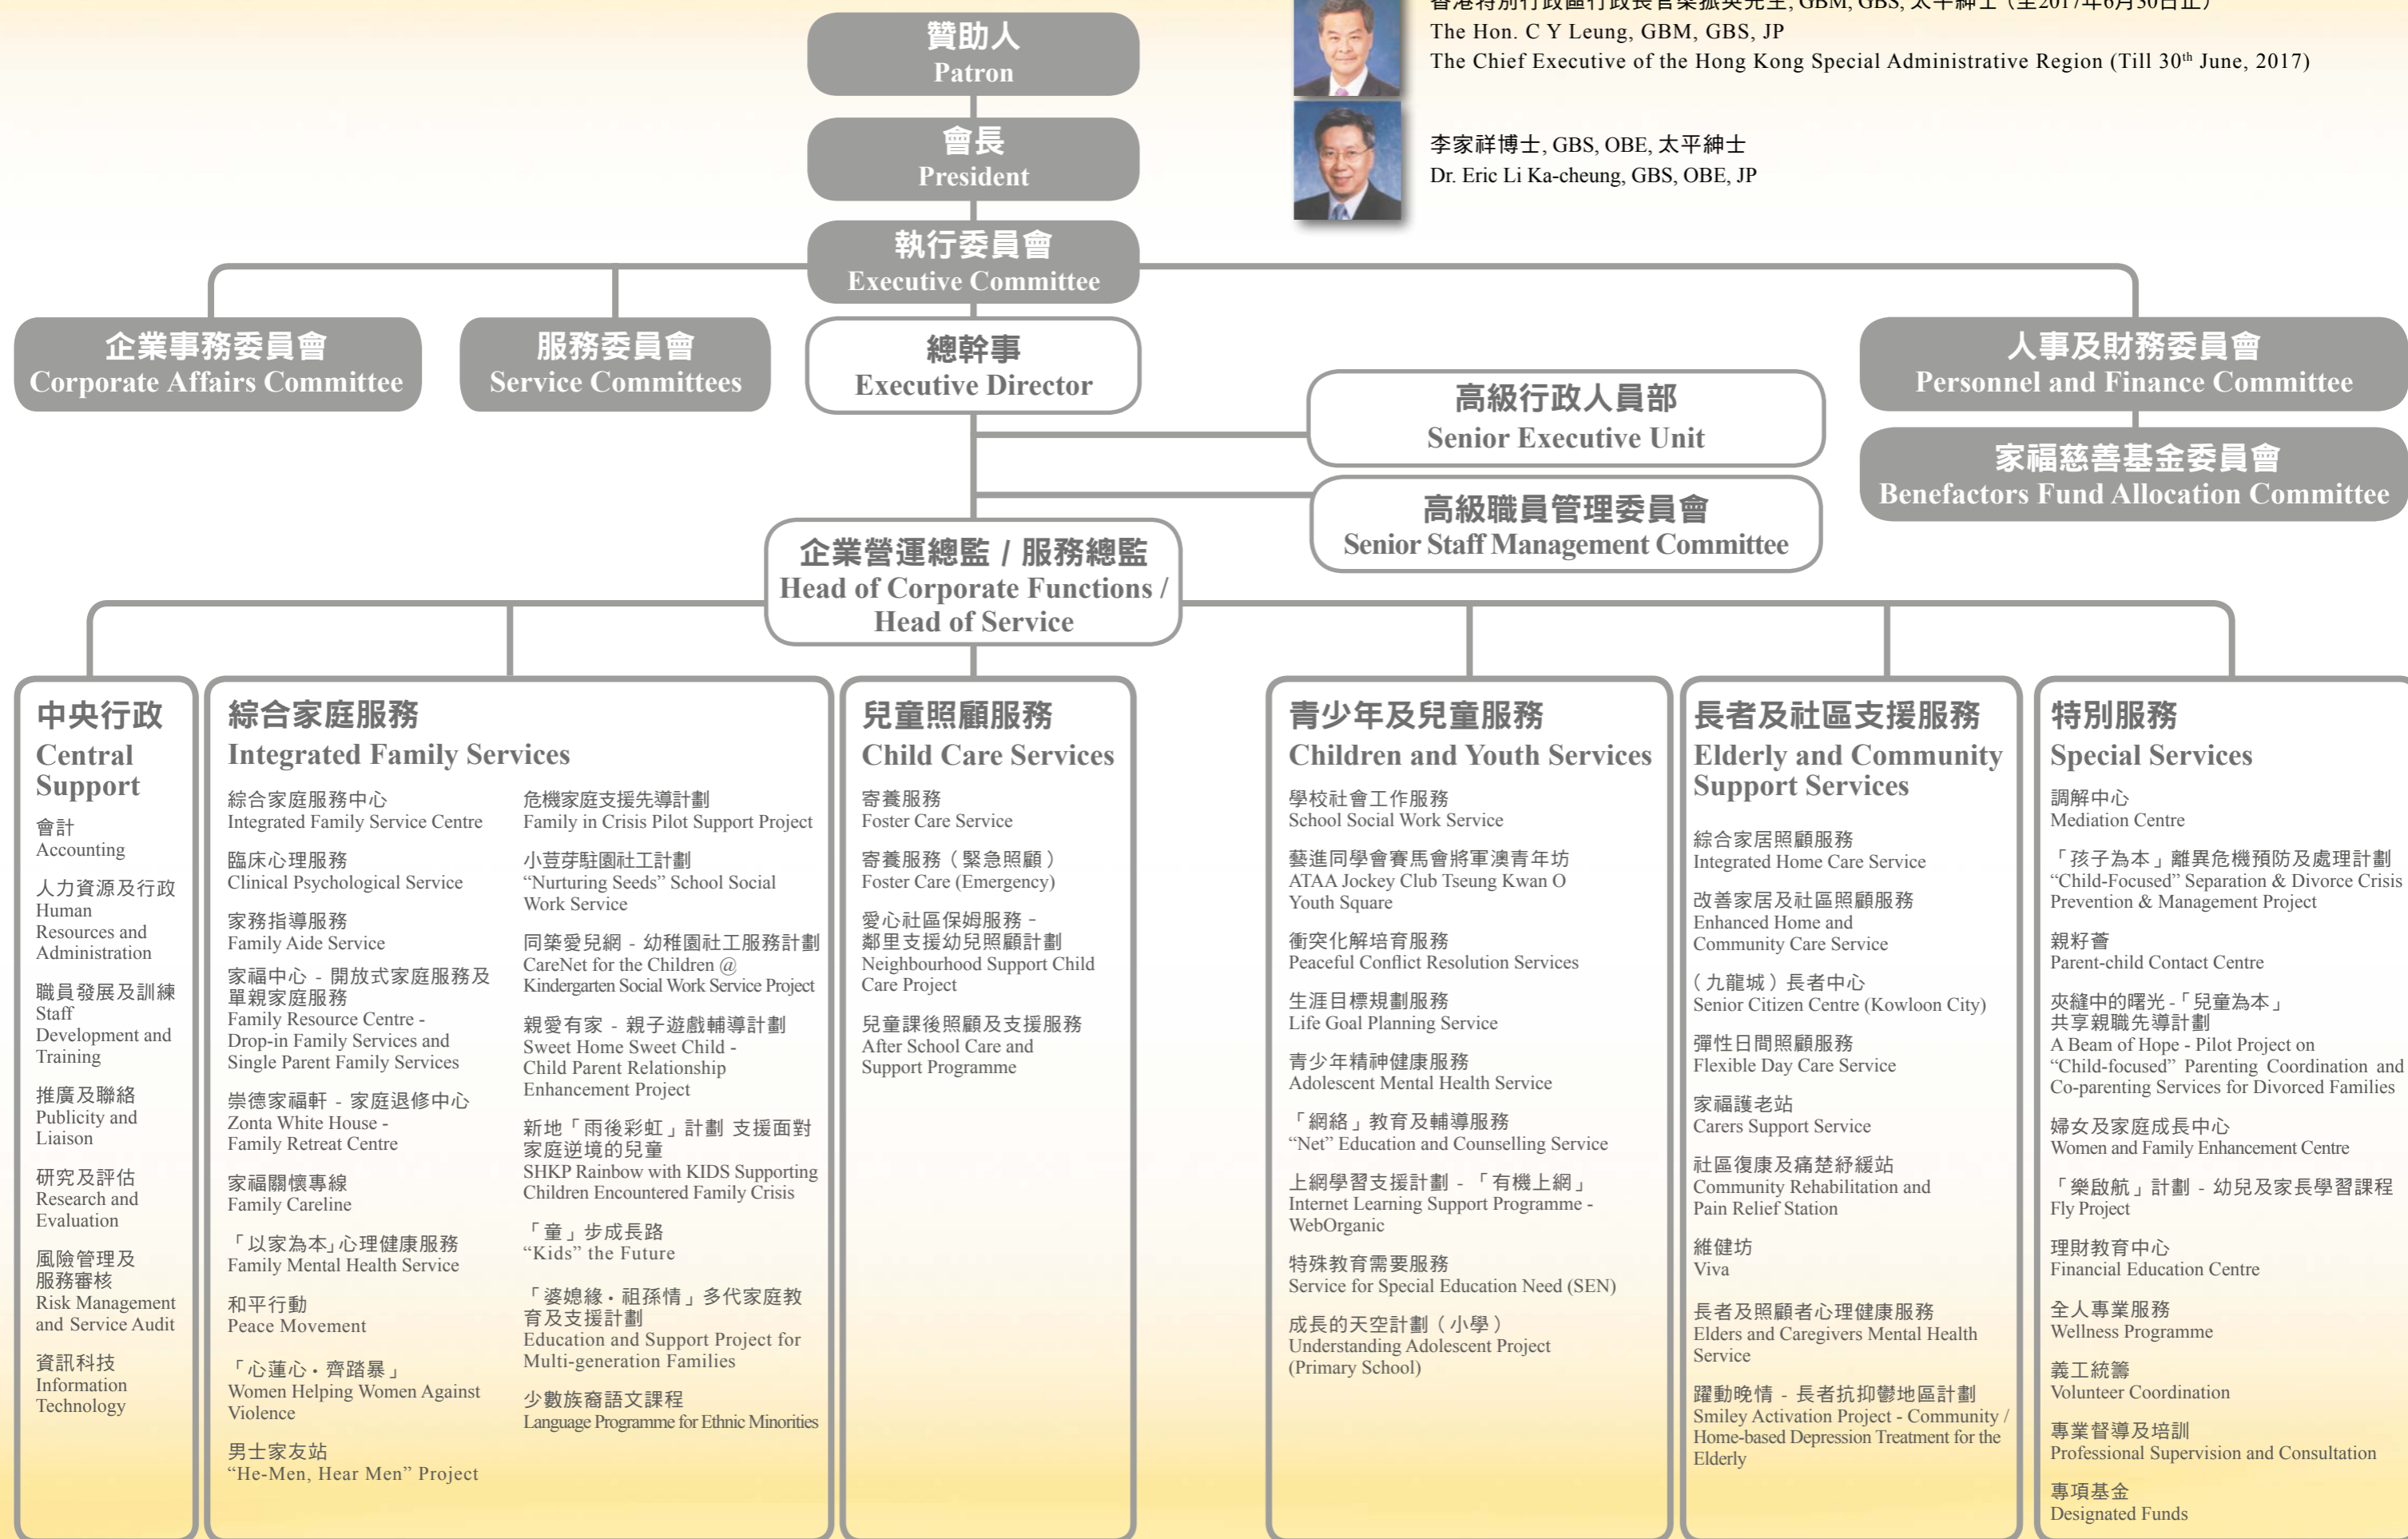 香港特別行政區行政長官梁振英先生, GBM, GBS, 太平紳士 (至2017年6月30日止)
The Hon. C Y Leung, GBM, GBS, JP
The Chief Executive of the Hong Kong Special Administrative Region (Till 30th June, 2017)
贊助人
Patron
會長
President
李家祥博士, GBS, OBE, 太平紳士
Dr. Eric Li Ka-cheung, GBS, OBE, JP
執行委員會
Executive Committee
企業事務委員會
Corporate Affairs Committee
服務委員會
Service Committees
總幹事
Executive Director
人事及財務委員會
Personnel and Finance Committee
高級行政人員部
Senior Executive Unit
家福慈善基金委員會
Benefactors Fund Allocation Committee
高級職員管理委員會
Senior Staff Management Committee
企業營運總監 / 服務總監
Head of Corporate Functions /
Head of Service
中央行政
Central
Support
會計
Accounting
人力資源及行政
Human
Resources and
Administration
職員發展及訓練
Staff
Development and
Training
推廣及聯絡
Publicity and
Liaison
研究及評估
Research and
Evaluation
風險管理及
服務審核
Risk Management
and Service Audit
資訊科技
Information
Technology
綜合家庭服務
Integrated Family Services
綜合家庭服務中心
Integrated Family Service Centre
臨床心理服務
Clinical Psychological Service
家務指導服務
Family Aide Service
家福中心 - 開放式家庭服務及
單親家庭服務
Family Resource Centre -
Drop-in Family Services and
Single Parent Family Services
崇德家福軒 - 家庭退修中心
Zonta White House -
Family Retreat Centre
家福關懷專線
Family Careline
「以家為本」心理健康服務
Family Mental Health Service
和平行動
Peace Movement
「心蓮心・齊踏暴」
Women Helping Women Against
Violence
男士家友站
“He-Men, Hear Men” Project
危機家庭支援先導計劃
Family in Crisis Pilot Support Project
小荳芽駐園社工計劃
“Nurturing Seeds” School Social
Work Service
同築愛兒網 - 幼稚園社工服務計劃
CareNet for the Children @
Kindergarten Social Work Service Project
親愛有家 - 親子遊戲輔導計劃
Sweet Home Sweet Child -
Child Parent Relationship
Enhancement Project
新地「雨後彩虹」計劃 支援面對
家庭逆境的兒童
SHKP Rainbow with KIDS Supporting
Children Encountered Family Crisis
「童」步成長路
“Kids” the Future
「婆媳緣・祖孫情」多代家庭教
育及支援計劃
Education and Support Project for
Multi-generation Families
少數族裔語文課程
Language Programme for Ethnic Minorities
兒童照顧服務
Child Care Services
寄養服務
Foster Care Service
寄養服務（緊急照顧）
Foster Care (Emergency)
愛心社區保姆服務 -
鄰里支援幼兒照顧計劃
Neighbourhood Support Child
Care Project
兒童課後照顧及支援服務
After School Care and
Support Programme
青少年及兒童服務
Children and Youth Services
學校社會工作服務
School Social Work Service
藝進同學會賽馬會將軍澳青年坊
ATAA Jockey Club Tseung Kwan O
Youth Square
衝突化解培育服務
Peaceful Conflict Resolution Services
生涯目標規劃服務
Life Goal Planning Service
青少年精神健康服務
Adolescent Mental Health Service
「網絡」教育及輔導服務
“Net” Education and Counselling Service
上網學習支援計劃 - 「有機上網」
Internet Learning Support Programme -
WebOrganic
特殊教育需要服務
Service for Special Education Need (SEN)
成長的天空計劃（小學）
Understanding Adolescent Project
(Primary School)
長者及社區支援服務
Elderly and Community
Support Services
綜合家居照顧服務
Integrated Home Care Service
改善家居及社區照顧服務
Enhanced Home and
Community Care Service
（九龍城）長者中心
Senior Citizen Centre (Kowloon City)
彈性日間照顧服務
Flexible Day Care Service
家福護老站
Carers Support Service
社區復康及痛楚紓緩站
Community Rehabilitation and
Pain Relief Station
維健坊
Viva
長者及照顧者心理健康服務
Elders and Caregivers Mental Health
Service
躍動晚情 - 長者抗抑鬱地區計劃
Smiley Activation Project - Community /
Home-based Depression Treatment for the
Elderly
特別服務
Special Services
調解中心
Mediation Centre
「孩子為本」離異危機預防及處理計劃
“Child-Focused” Separation & Divorce Crisis
Prevention & Management Project
親籽薈
Parent-child Contact Centre
夾縫中的曙光 -「兒童為本」
共享親職先導計劃
A Beam of Hope - Pilot Project on
“Child-focused” Parenting Coordination and
Co-parenting Services for Divorced Families
婦女及家庭成長中心
Women and Family Enhancement Centre
「樂啟航」計劃 - 幼兒及家長學習課程
Fly Project
理財教育中心
Financial Education Centre
全人專業服務
Wellness Programme
義工統籌
Volunteer Coordination
專業督導及培訓
Professional Supervision and Consultation
專項基金
Designated Funds